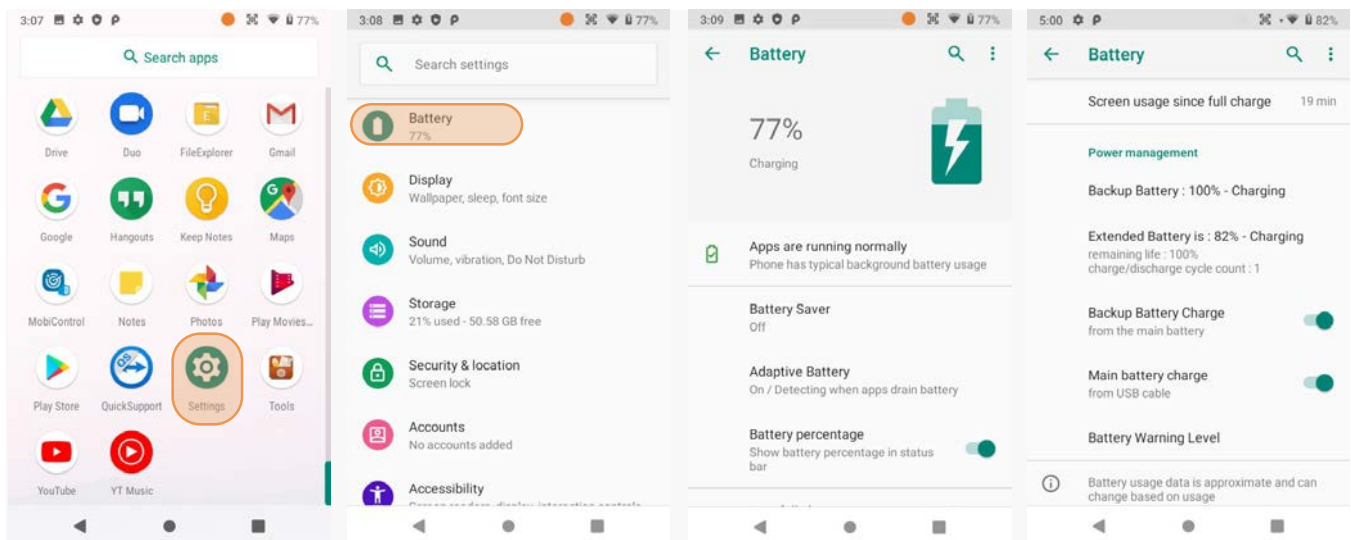 3:07 77%
Search apps
Drive Duo FileExplorer Gmail
Google Hangouts Keep Notes Maps
MobiControl Notes Photos Play Movies...
Play Store QuickSupport Settings Tools
YouTube YT Music
3:08 77%
Search settings
Battery
77%
Display
Wallpaper, sleep, font size
Sound
Volume, vibration, Do Not Disturb
Storage
21% used - 50.58 GB free
Security & location
Screen lock
Accounts
No accounts added
Accessibility
Screen readers, display, interaction controls
3:09 77%
Battery
77%
Charging
Apps are running normally
Phone has typical background battery usage
Battery Saver
Off
Adaptive Battery
On / Detecting when apps drain battery
Battery percentage
Show battery percentage in status
bar
5:00 82%
Battery
Screen usage since full charge 19 min
Power management
Backup Battery : 100% - Charging
Extended Battery is : 82% - Charging
remaining life : 100%
charge/discharge cycle count : 1
Backup Battery Charge
from the main battery
Main battery charge
from USB cable
Battery Warning Level
Battery usage data is approximate and can
change based on usage